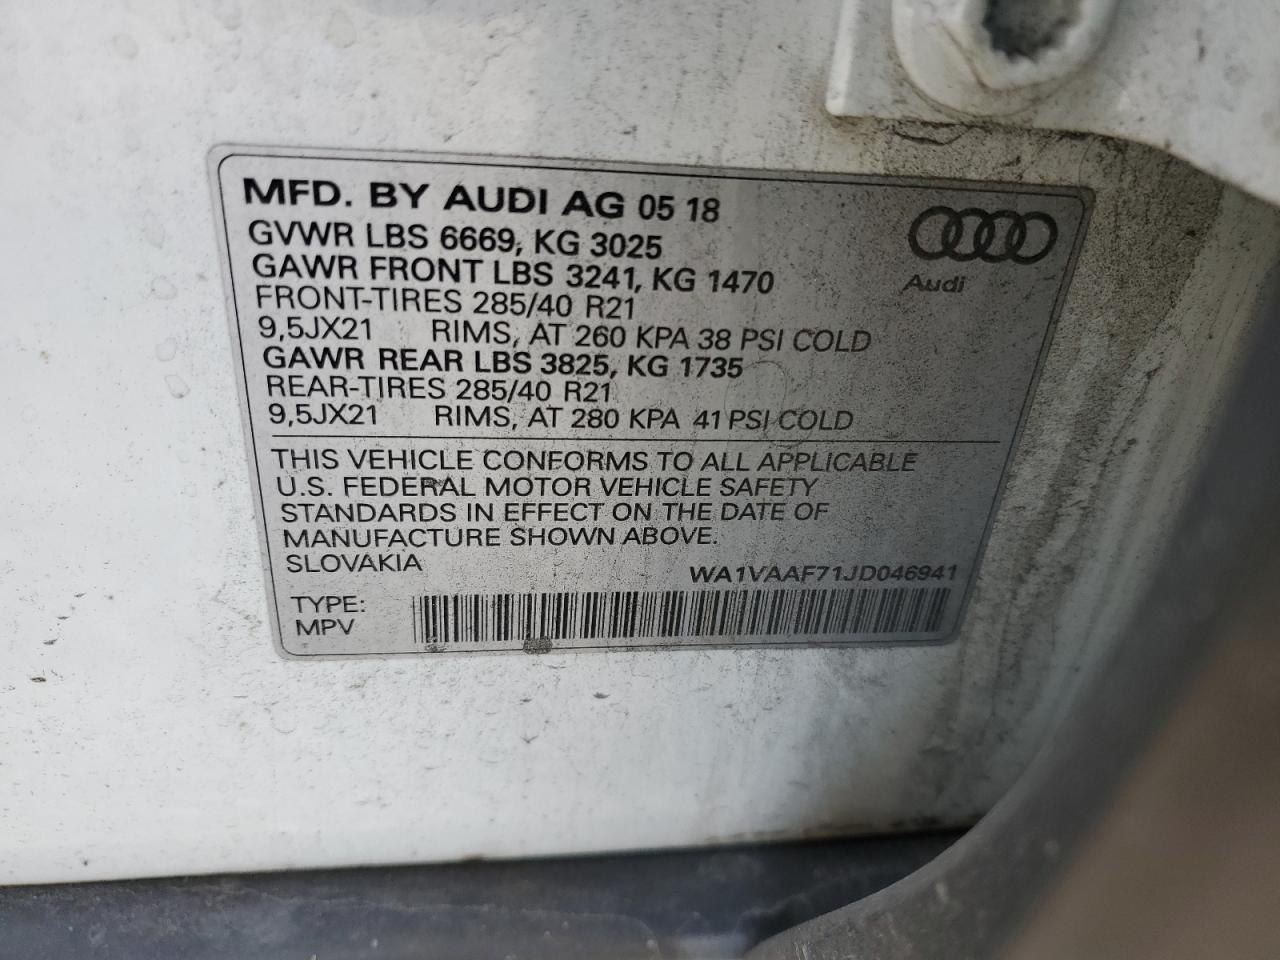 MFD. BY AUDI AG 05 18
GVWR LBS 6669, KG 3025
GAWR FRONT LBS 3241, KG 1470
FRONT-TIRES 285/40 R21
9,5JX21 RIMS, AT 260 KPA 38 PSI COLD
GAWR REAR LBS 3825, KG 1735
REAR-TIRES 285/40 R21
9,5JX21 RIMS, AT 280 KPA 41 PSI COLD
Audi
THIS VEHICLE CONFORMS TO ALL APPLICABLE
U.S. FEDERAL MOTOR VEHICLE SAFETY
STANDARDS IN EFFECT ON THE DATE OF
MANUFACTURE SHOWN ABOVE.
SLOVAKIA
WA1VAAF71JD046941
TYPE:
MPV